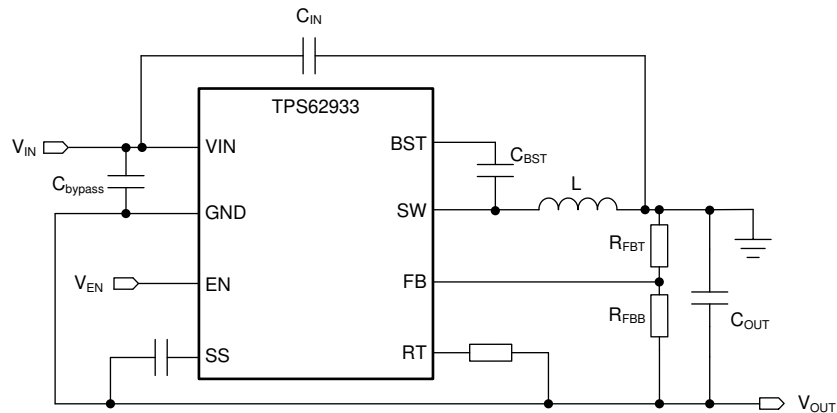 CIN
TPS62933
VIN
VIN
BST
CBST
Cbypass
L
GND
SW
RFBT
VEN
EN
FB
RFBB
COUT
SS
RT
VOUT